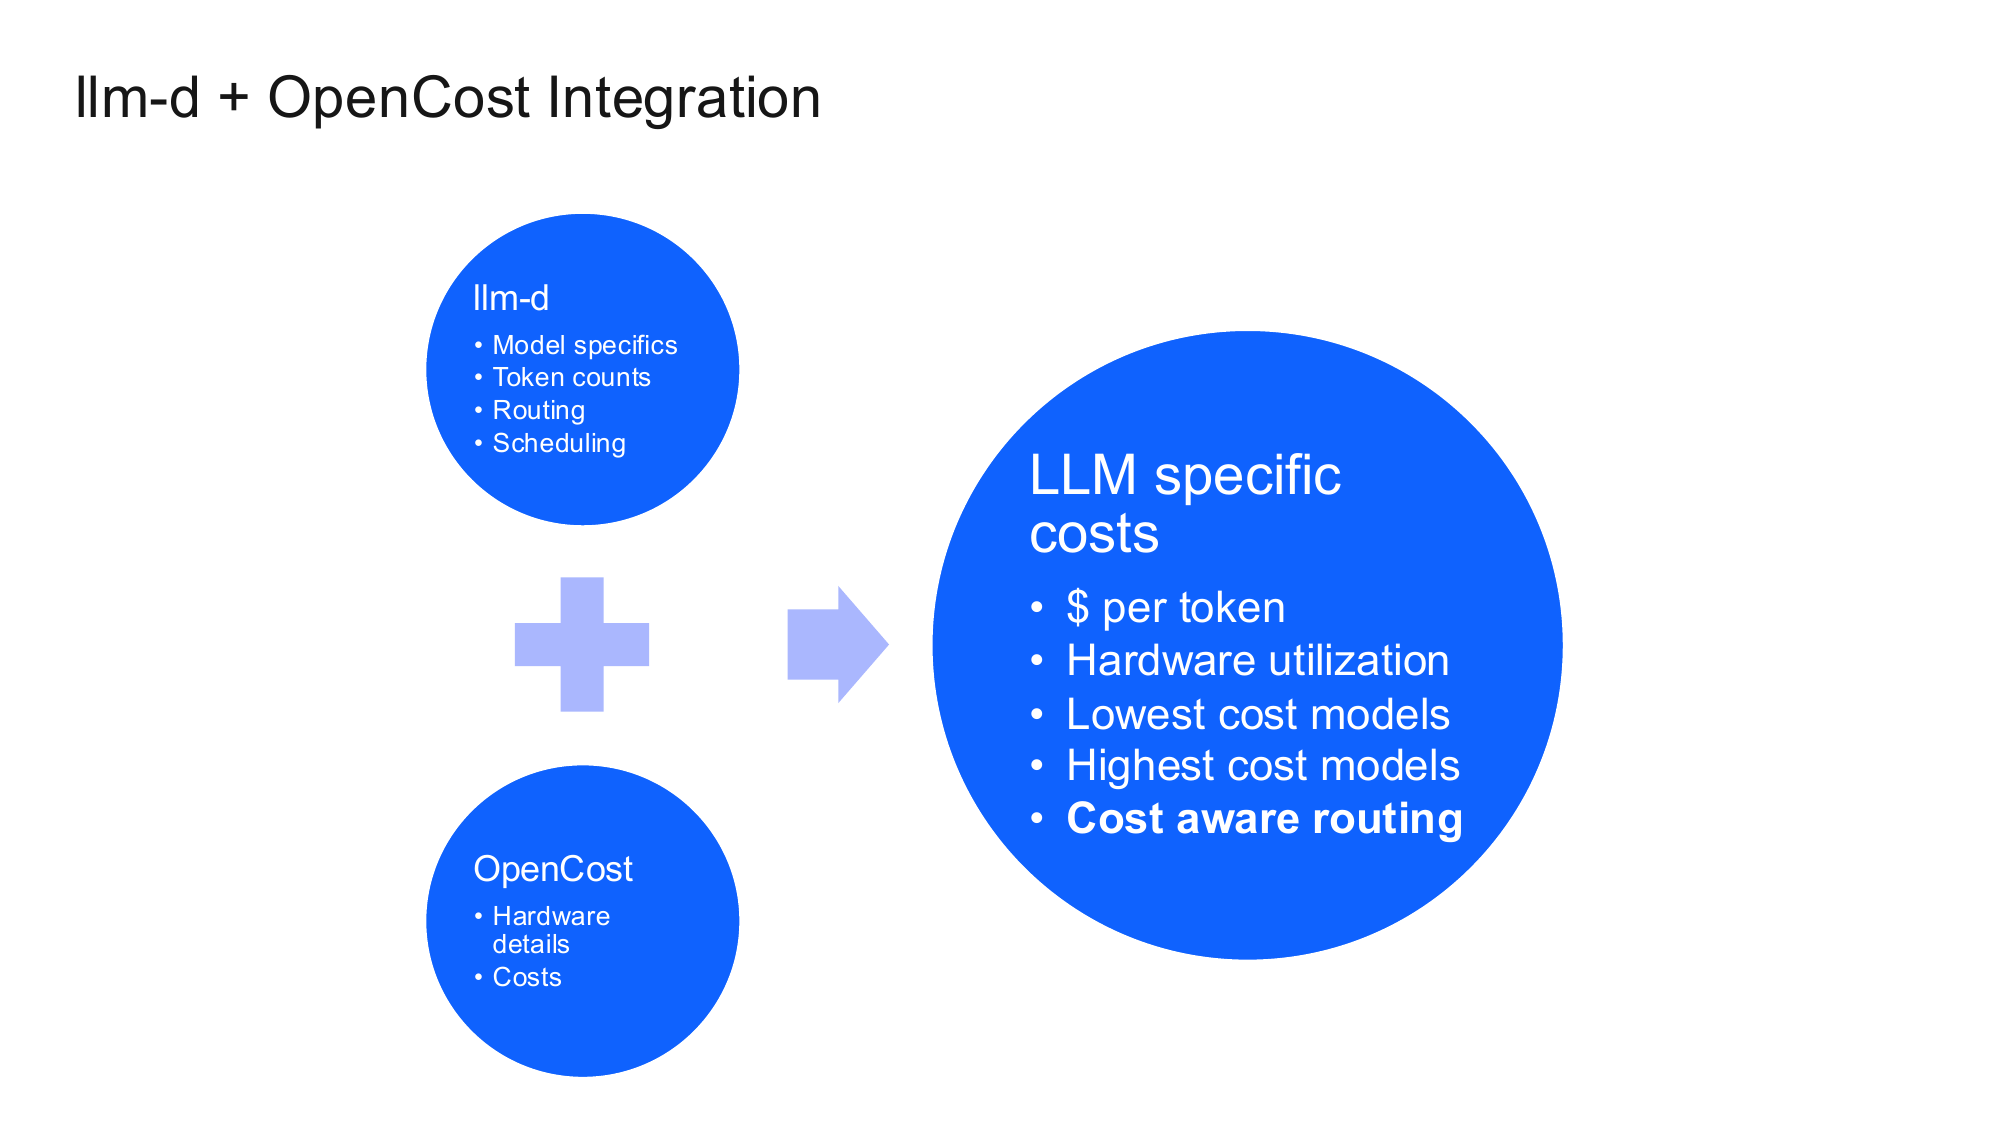 llm-d + OpenCost Integration
llm-d
• Model specifics
• Token counts
• Routing
• Scheduling
OpenCost
• Hardware
details
• Costs
LLM specific
costs
• $ per token
• Hardware utilization
• Lowest cost models
• Highest cost models
• Cost aware routing